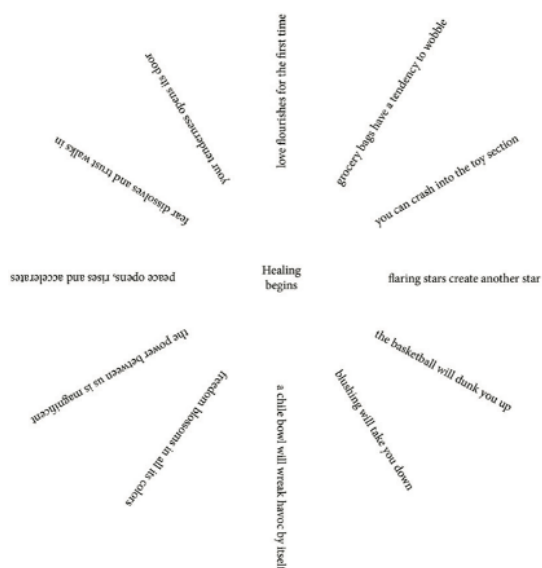 Healing
begins
love flourishes for the first time
grocery bags have a tendency to wobble
you can crash into the toy section
flaring stars create another star
the basketball will dunk you up
blushing will take you down
a chile bowl will wreak havoc by itself
freedom blossoms in all its colors
the power between us is magnificent
peace opens, rises and accelerates
fear dissolves and trust walks in
your tenderness opens its door